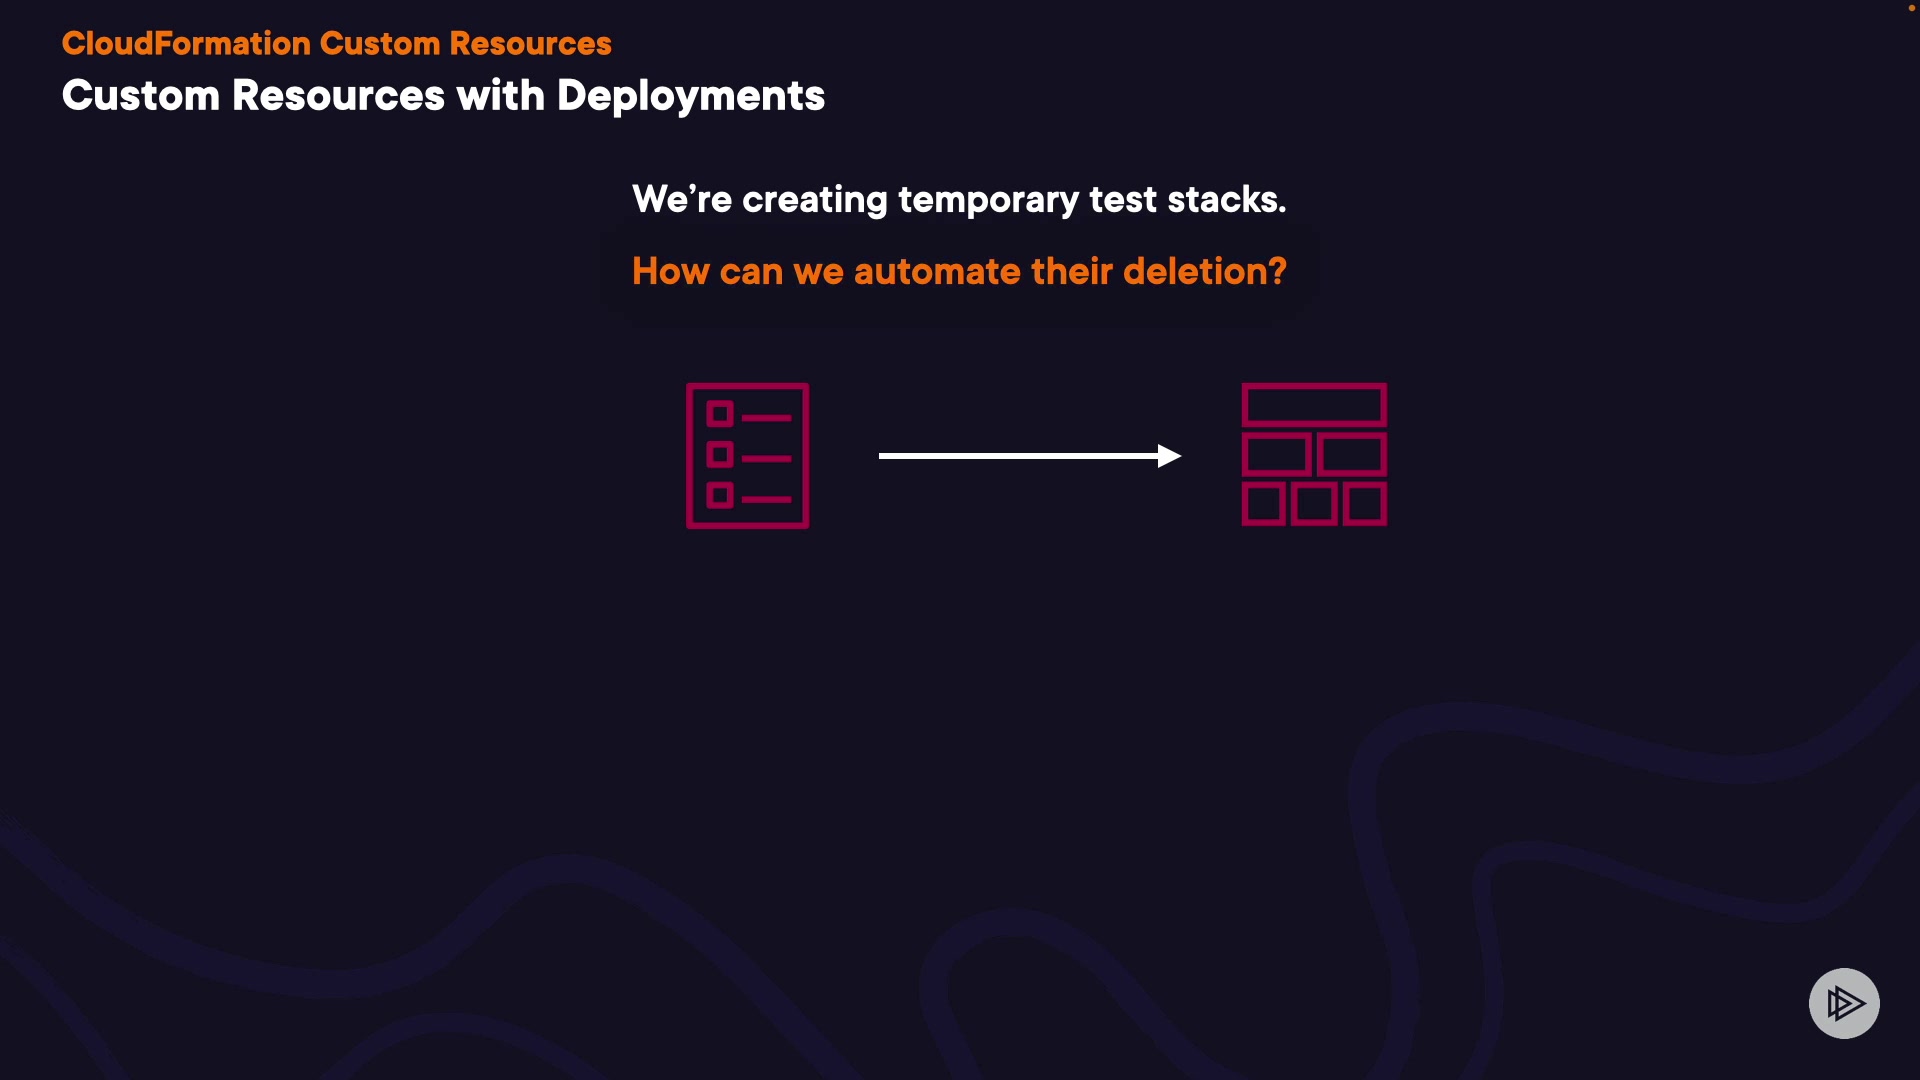 CloudFormation Custom Resources
Custom Resources with Deployments
We’re creating temporary test stacks.
How can we automate their deletion?